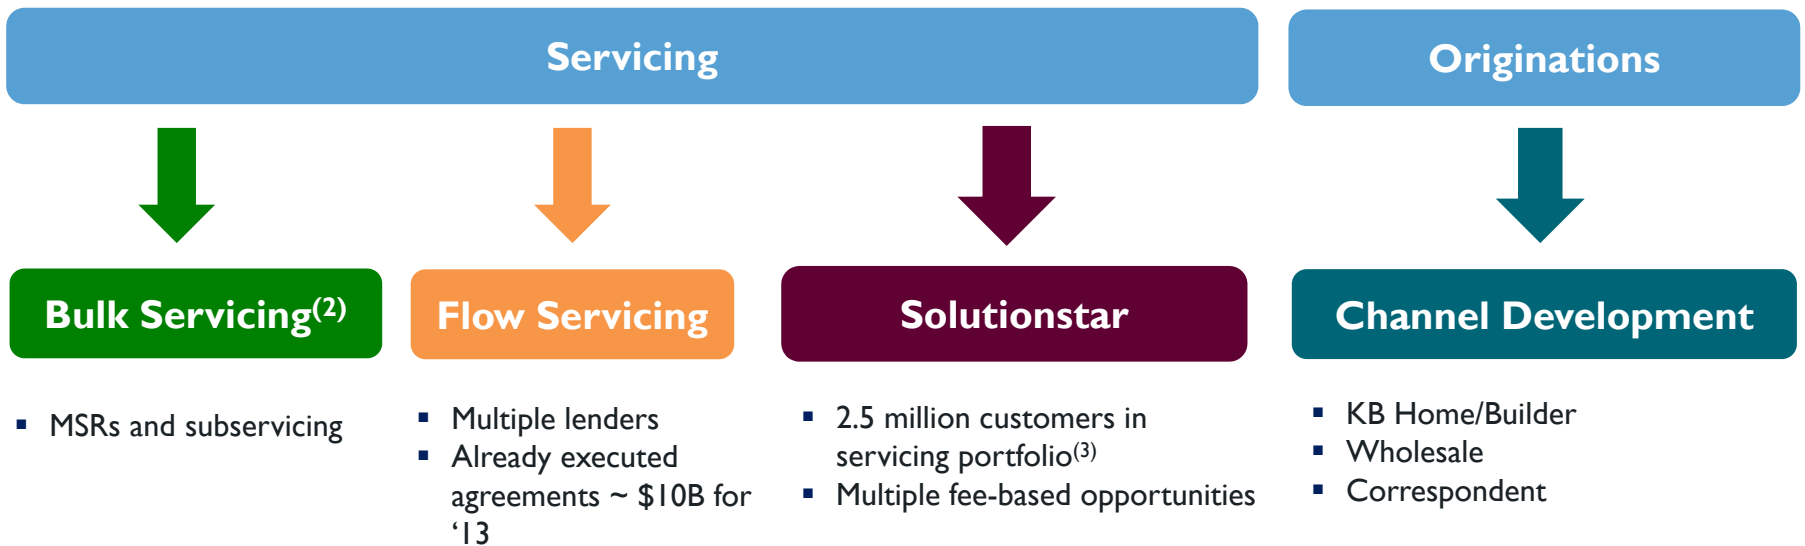 Servicing
Originations
Bulk Servicing(2)
Flow Servicing
Solutionstar
Channel Development
▪ MSRs and subservicing
▪ Multiple lenders
▪ Already executed
agreements ~ $10B for
‘13
▪ 2.5 million customers in
servicing portfolio(3)
▪ Multiple fee-based opportunities
▪ KB Home/Builder
▪ Wholesale
▪ Correspondent